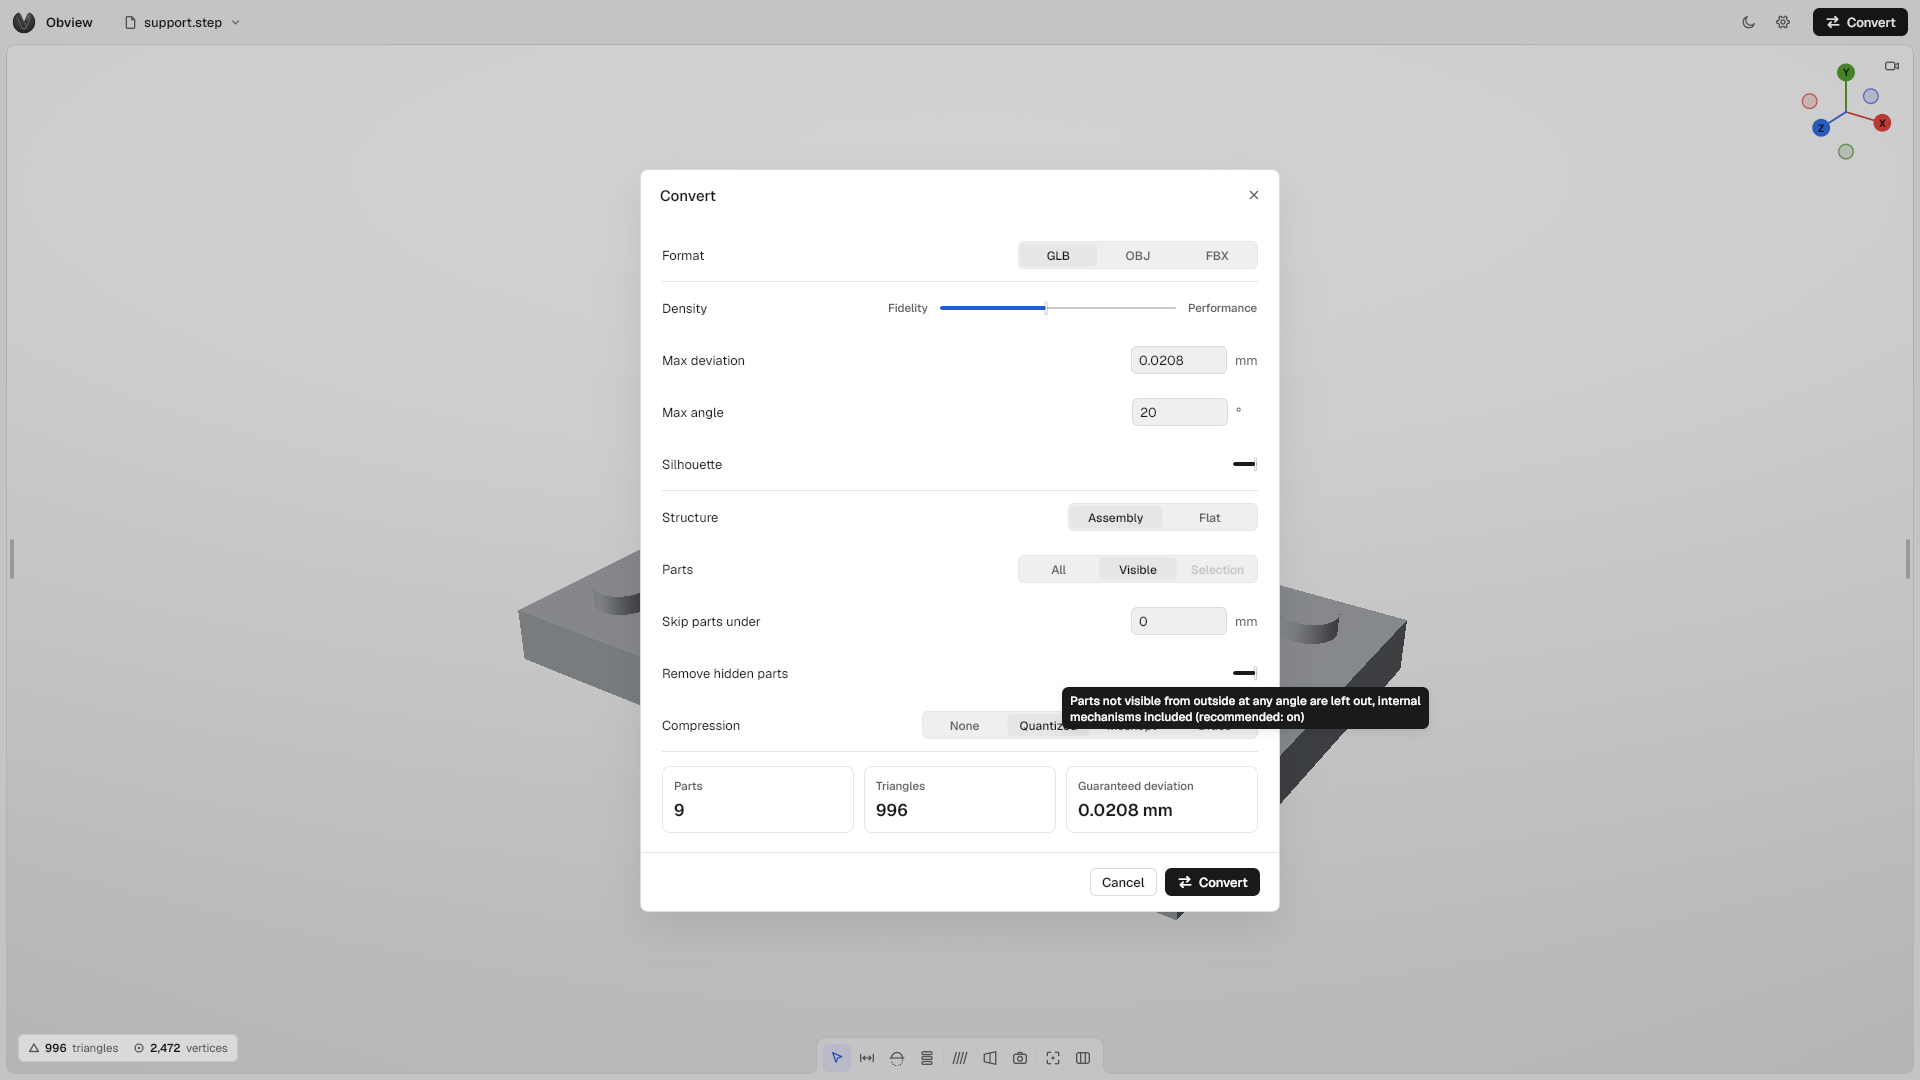 Obview
support.step
Convert
Y
X
Z
Convert
Format
GLB
OBJ
FBX
Density
Fidelity
Performance
Max deviation
0.0208
mm
Max angle
20
°
Silhouette
Structure
Assembly
Flat
Parts
All
Visible
Selection
Skip parts under
0
mm
Remove hidden parts
Parts not visible from outside at any angle are left out, internal
mechanisms included (recommended: on)
Compression
None
Quantized
Parts
9
Triangles
996
Guaranteed deviation
0.0208 mm
Cancel
Convert
996 triangles
2,472 vertices